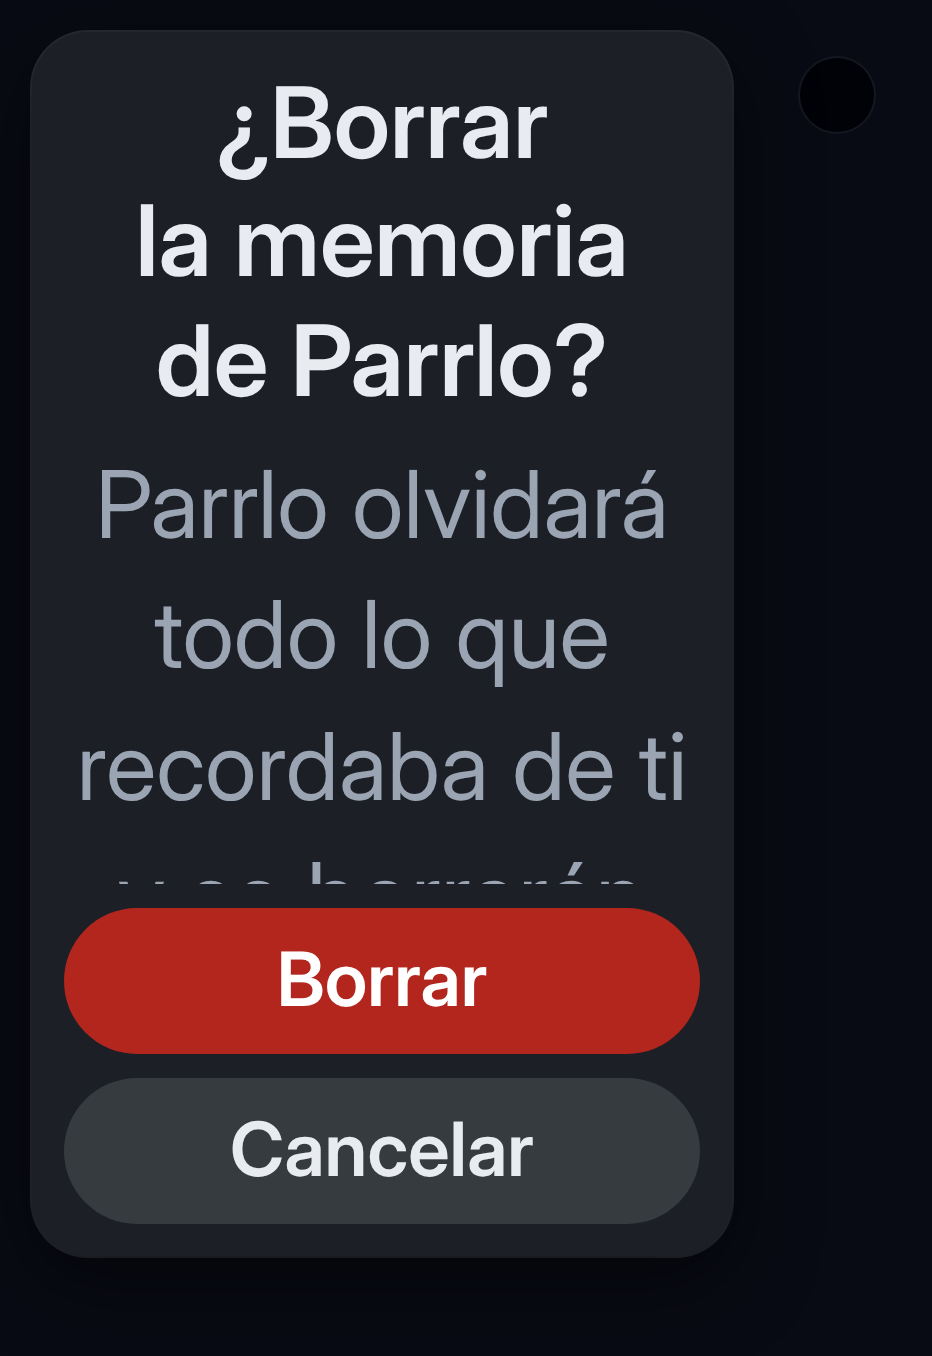 ¿Borrar
la memoria
de Parrlo?
Parrlo olvidará
todo lo que
recordaba de ti
Borrar
Cancelar